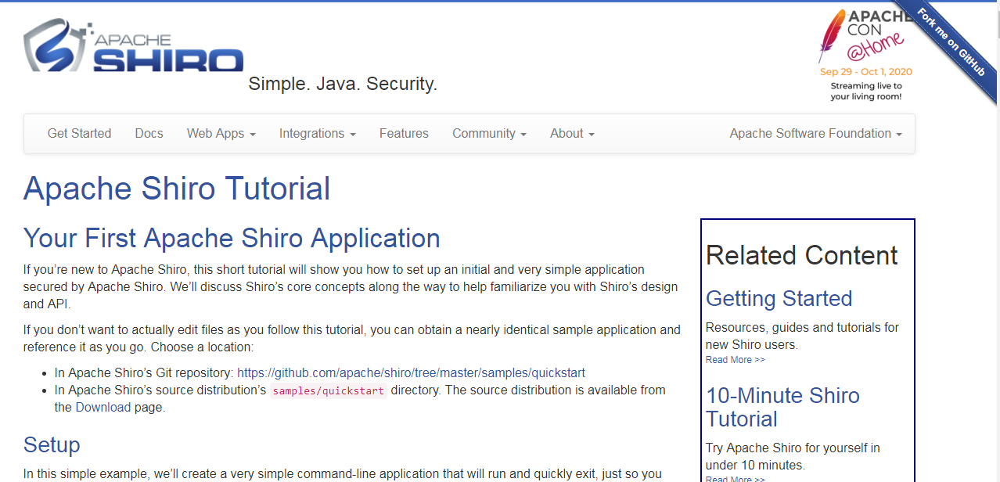 APACHE
SHIRO
Simple. Java. Security.
APACHE
CON
@Home
Sep 29 - Oct 1, 2020
Streaming live to
your living room!
Fork me on GitHub
Get Started Docs Web Apps Integrations Features Community About Apache Software Foundation
Apache Shiro Tutorial
Your First Apache Shiro Application
If you’re new to Apache Shiro, this short tutorial will show you how to set up an initial and very simple application
secured by Apache Shiro. We’ll discuss Shiro’s core concepts along the way to help familiarize you with Shiro’s design
and API.
If you don’t want to actually edit files as you follow this tutorial, you can obtain a nearly identical sample application and
reference it as you go. Choose a location:
• In Apache Shiro’s Git repository: https://github.com/apache/shiro/tree/master/samples/quickstart
• In Apache Shiro’s source distribution’s samples/quickstart directory. The source distribution is available from
the Download page.
Setup
In this simple example, we’ll create a very simple command-line application that will run and quickly exit, just so you
Related Content
Getting Started
Resources, guides and tutorials for
new Shiro users.
Read More >>
10-Minute Shiro
Tutorial
Try Apache Shiro for yourself in
under 10 minutes.
Read More >>